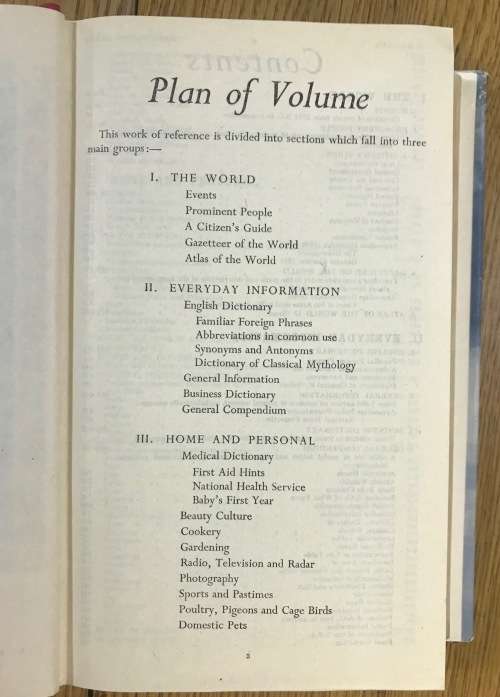 Plan of Volume
This work of reference is divided into sections which fall into three
main groups:—
I. THE WORLD
Events
Prominent People
A Citizen's Guide
Gazetteer of the World
Atlas of the World
II. EVERYDAY INFORMATION
English Dictionary
Familiar Foreign Phrases
Abbreviations in common use
Synonyms and Antonyms
Dictionary of Classical Mythology
General Information
Business Dictionary
General Compendium
III. HOME AND PERSONAL
Medical Dictionary
First Aid Hints
National Health Service
Baby's First Year
Beauty Culture
Cookery
Gardening
Radio, Television and Radar
Photography
Sports and Pastimes
Poultry, Pigeons and Cage Birds
Domestic Pets